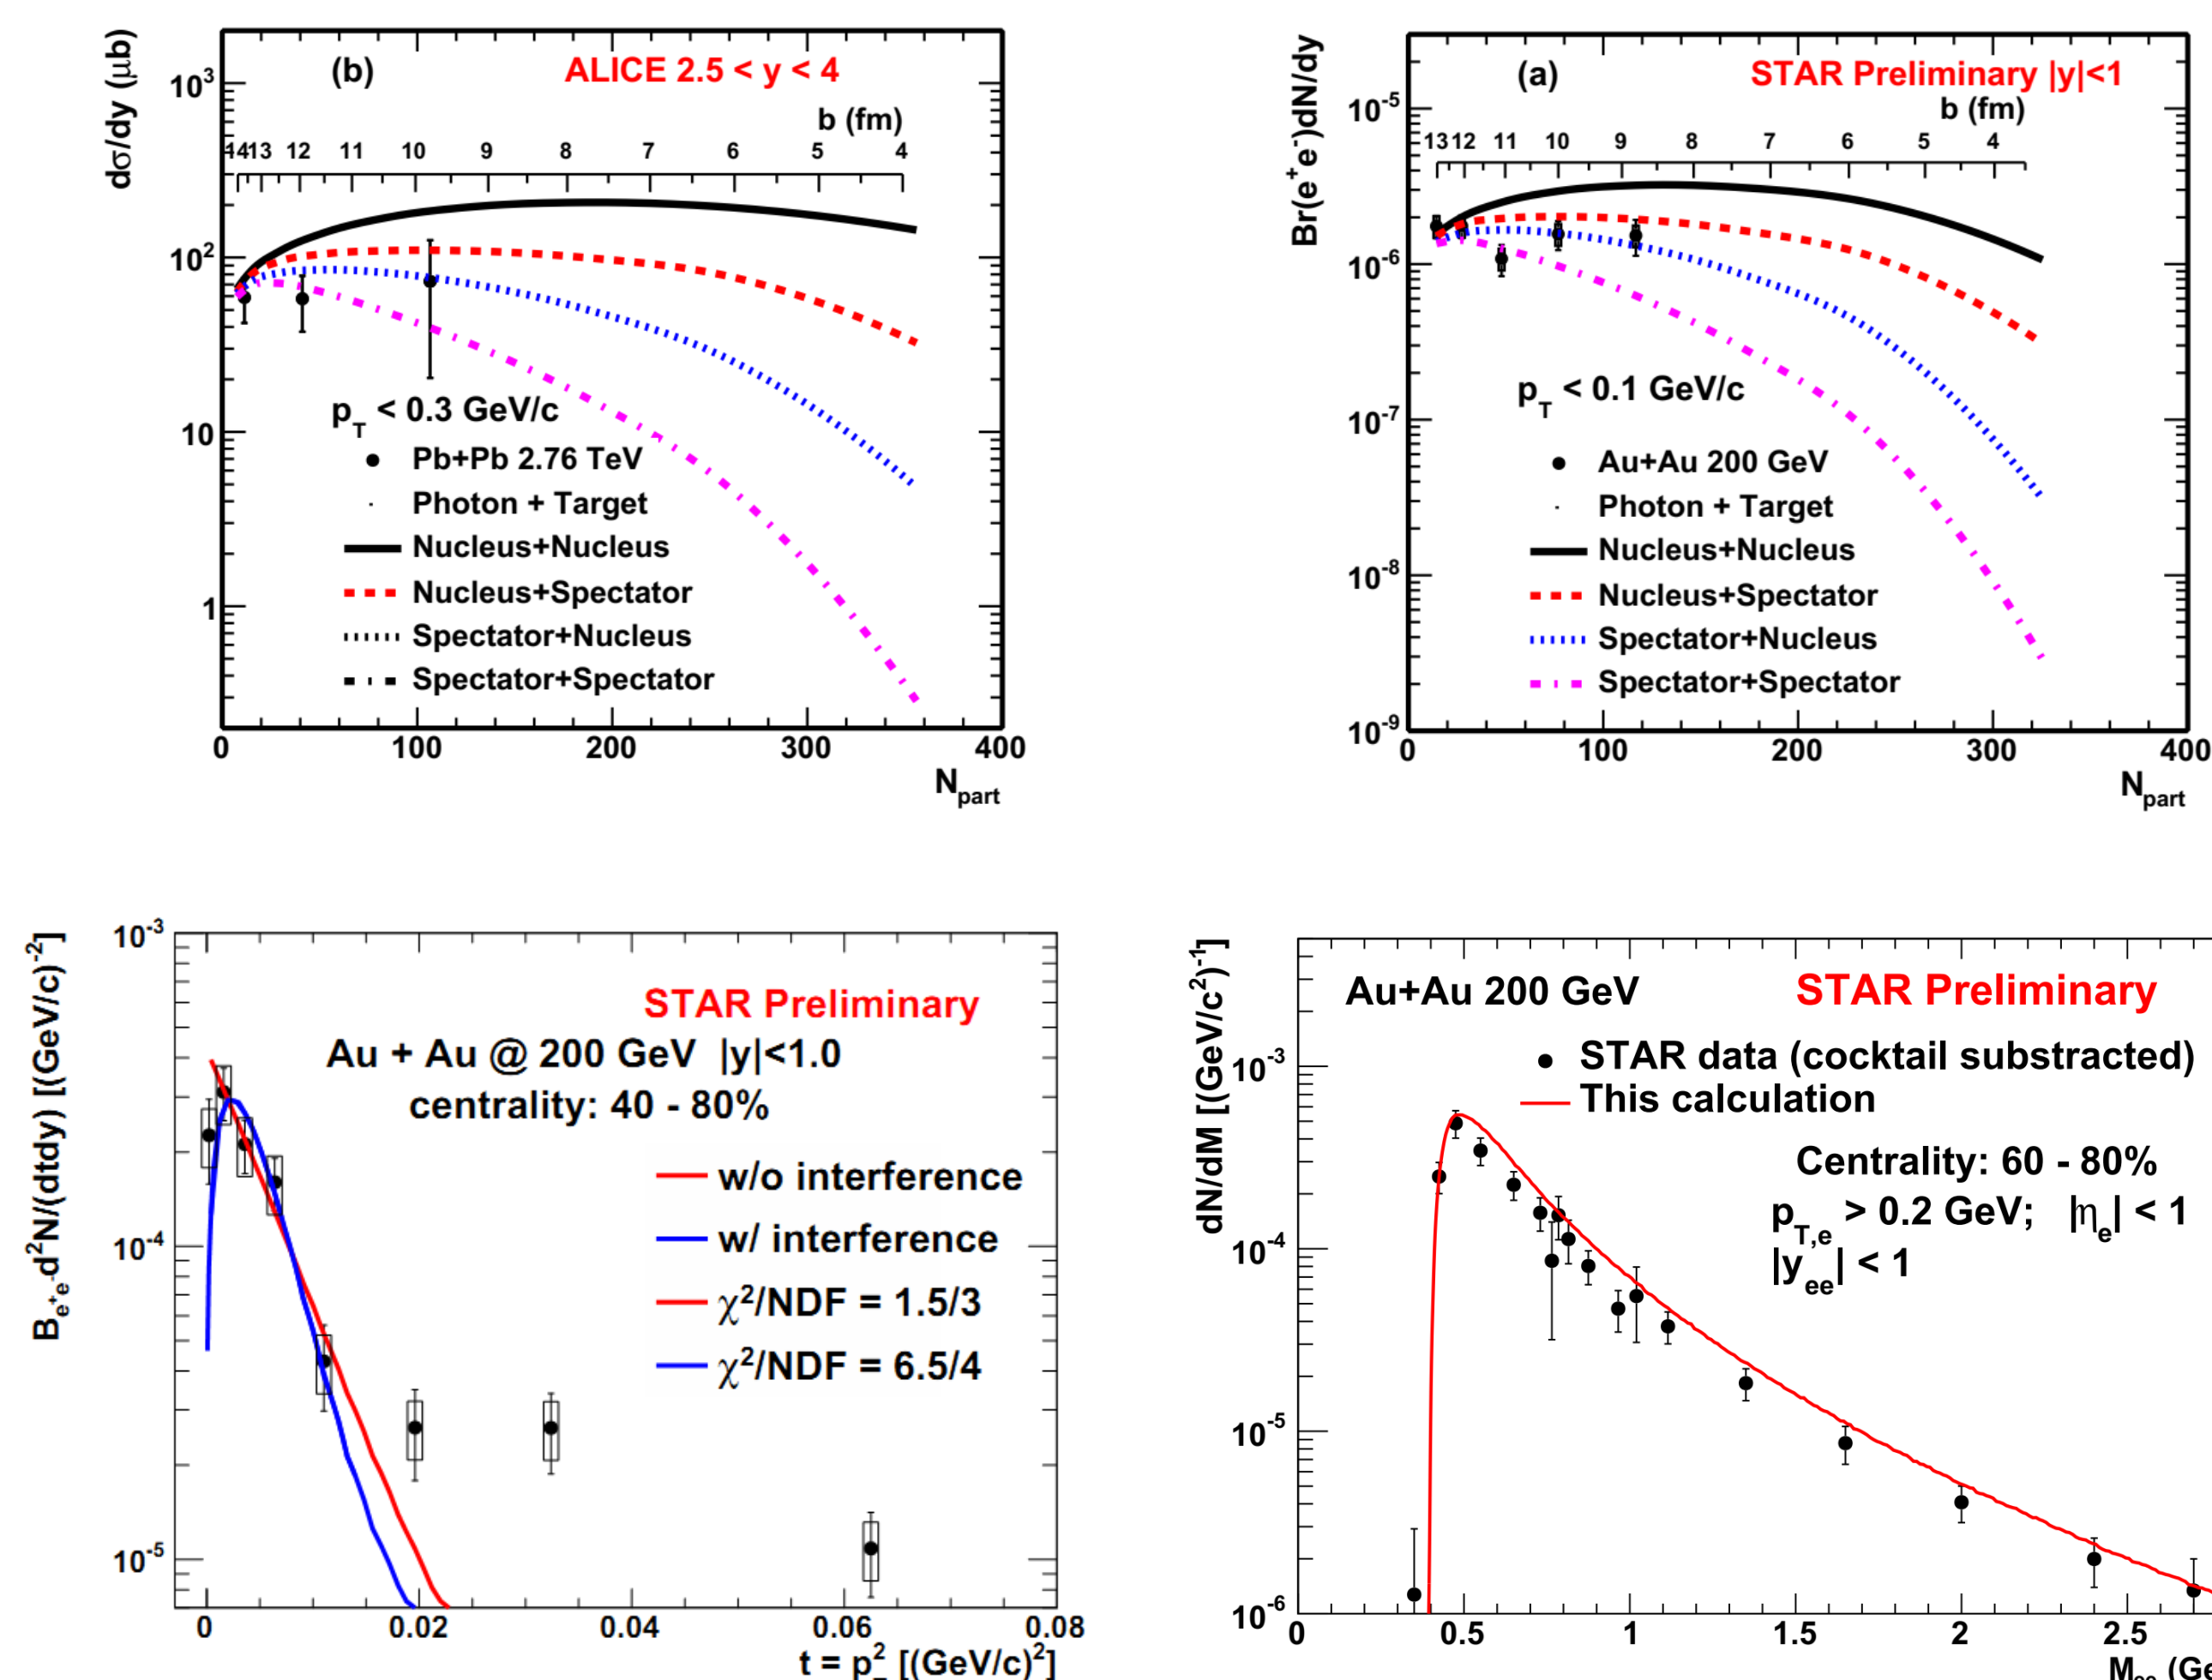 dσ/dy (μb)
(b)
ALICE 2.5 < y < 4
b (fm)
14 13 12 11 10 9 8 7 6 5 4
10³
10²
10
1
p_T < 0.3 GeV/c
Pb+Pb 2.76 TeV
Photon + Target
Nucleus+Nucleus
Nucleus+Spectator
Spectator+Nucleus
Spectator+Spectator
0 100 200 300 400
N_part
Br(e⁺e⁻)dN/dy
(a)
STAR Preliminary |y|<1
b (fm)
13 12 11 10 9 8 7 6 5 4
10⁻⁵
10⁻⁶
10⁻⁷
10⁻⁸
10⁻⁹
p_T < 0.1 GeV/c
Au+Au 200 GeV
Photon + Target
Nucleus+Nucleus
Nucleus+Spectator
Spectator+Nucleus
Spectator+Spectator
0 100 200 300 400
N_part
B_e⁺e⁻d²N/(dtdy) [(GeV/c)⁻²]
10⁻³
10⁻⁴
10⁻⁵
STAR Preliminary
Au + Au @ 200 GeV |y|<1.0
centrality: 40 - 80%
w/o interference
w/ interference
χ²/NDF = 1.5/3
χ²/NDF = 6.5/4
0 0.02 0.04 0.06 0.08
t = p_T² [(GeV/c)²]
dN/dM [(GeV/c²)⁻¹]
10⁻³
10⁻⁴
10⁻⁵
10⁻⁶
Au+Au 200 GeV STAR Preliminary
STAR data (cocktail substracted)
This calculation
Centrality: 60 - 80%
p_T,e > 0.2 GeV; |η_e| < 1
|y_ee| < 1
0 0.5 1 1.5 2 2.5
M_ee (Ge